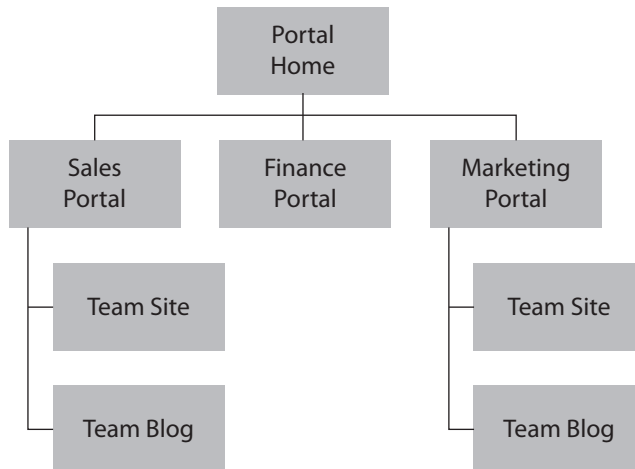 Portal
Home
Sales
Portal
Finance
Portal
Marketing
Portal
Team Site
Team Site
Team Blog
Team Blog